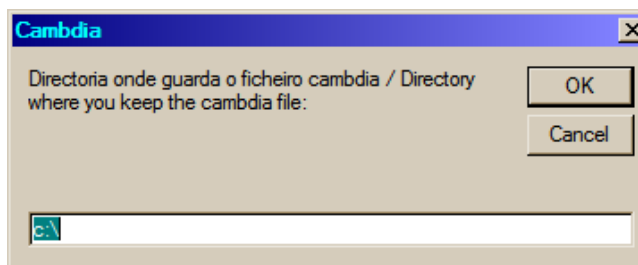 Cambdia
Directoria onde guarda o ficheiro cambdia / Directory
where you keep the cambdia file:
OK
Cancel
c:\